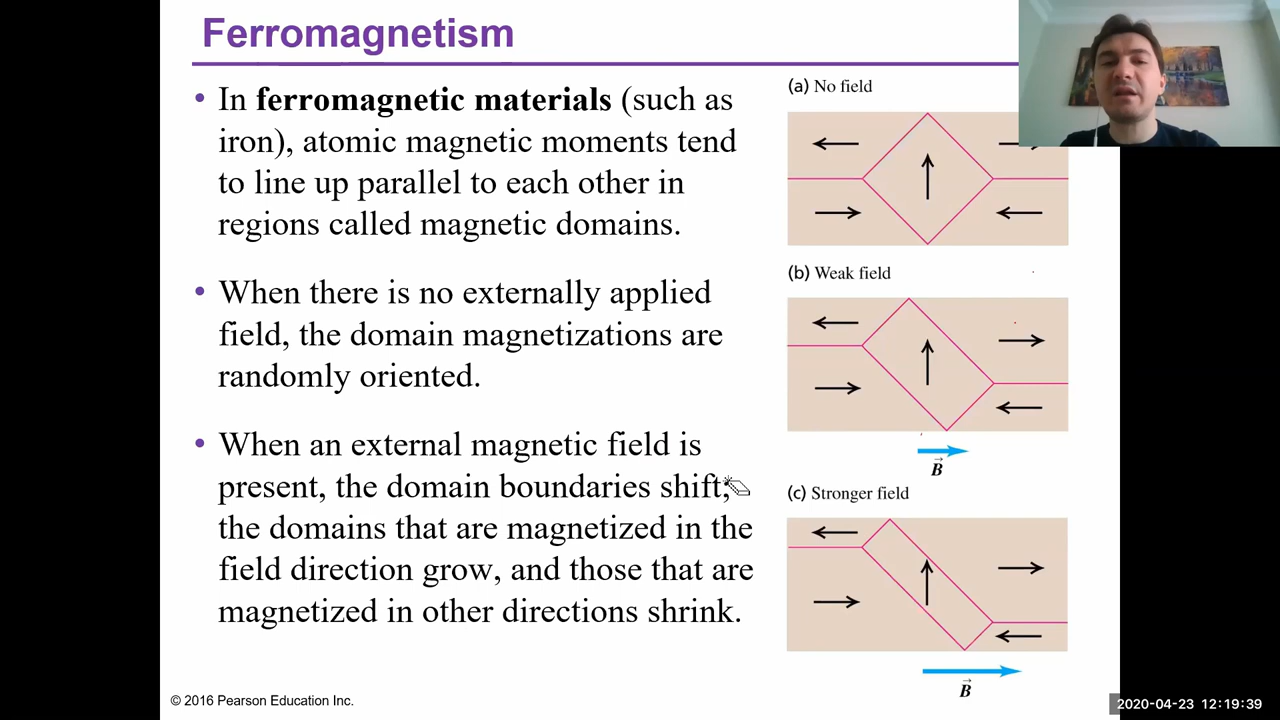 Ferromagnetism
• In ferromagnetic materials (such as
iron), atomic magnetic moments tend
to line up parallel to each other in
regions called magnetic domains.
• When there is no externally applied
field, the domain magnetizations are
randomly oriented.
• When an external magnetic field is
present, the domain boundaries shift;
the domains that are magnetized in the
field direction grow, and those that are
magnetized in other directions shrink.
(a) No field
(b) Weak field
B
(c) Stronger field
B
© 2016 Pearson Education Inc.
2020-04-23 12:19:39